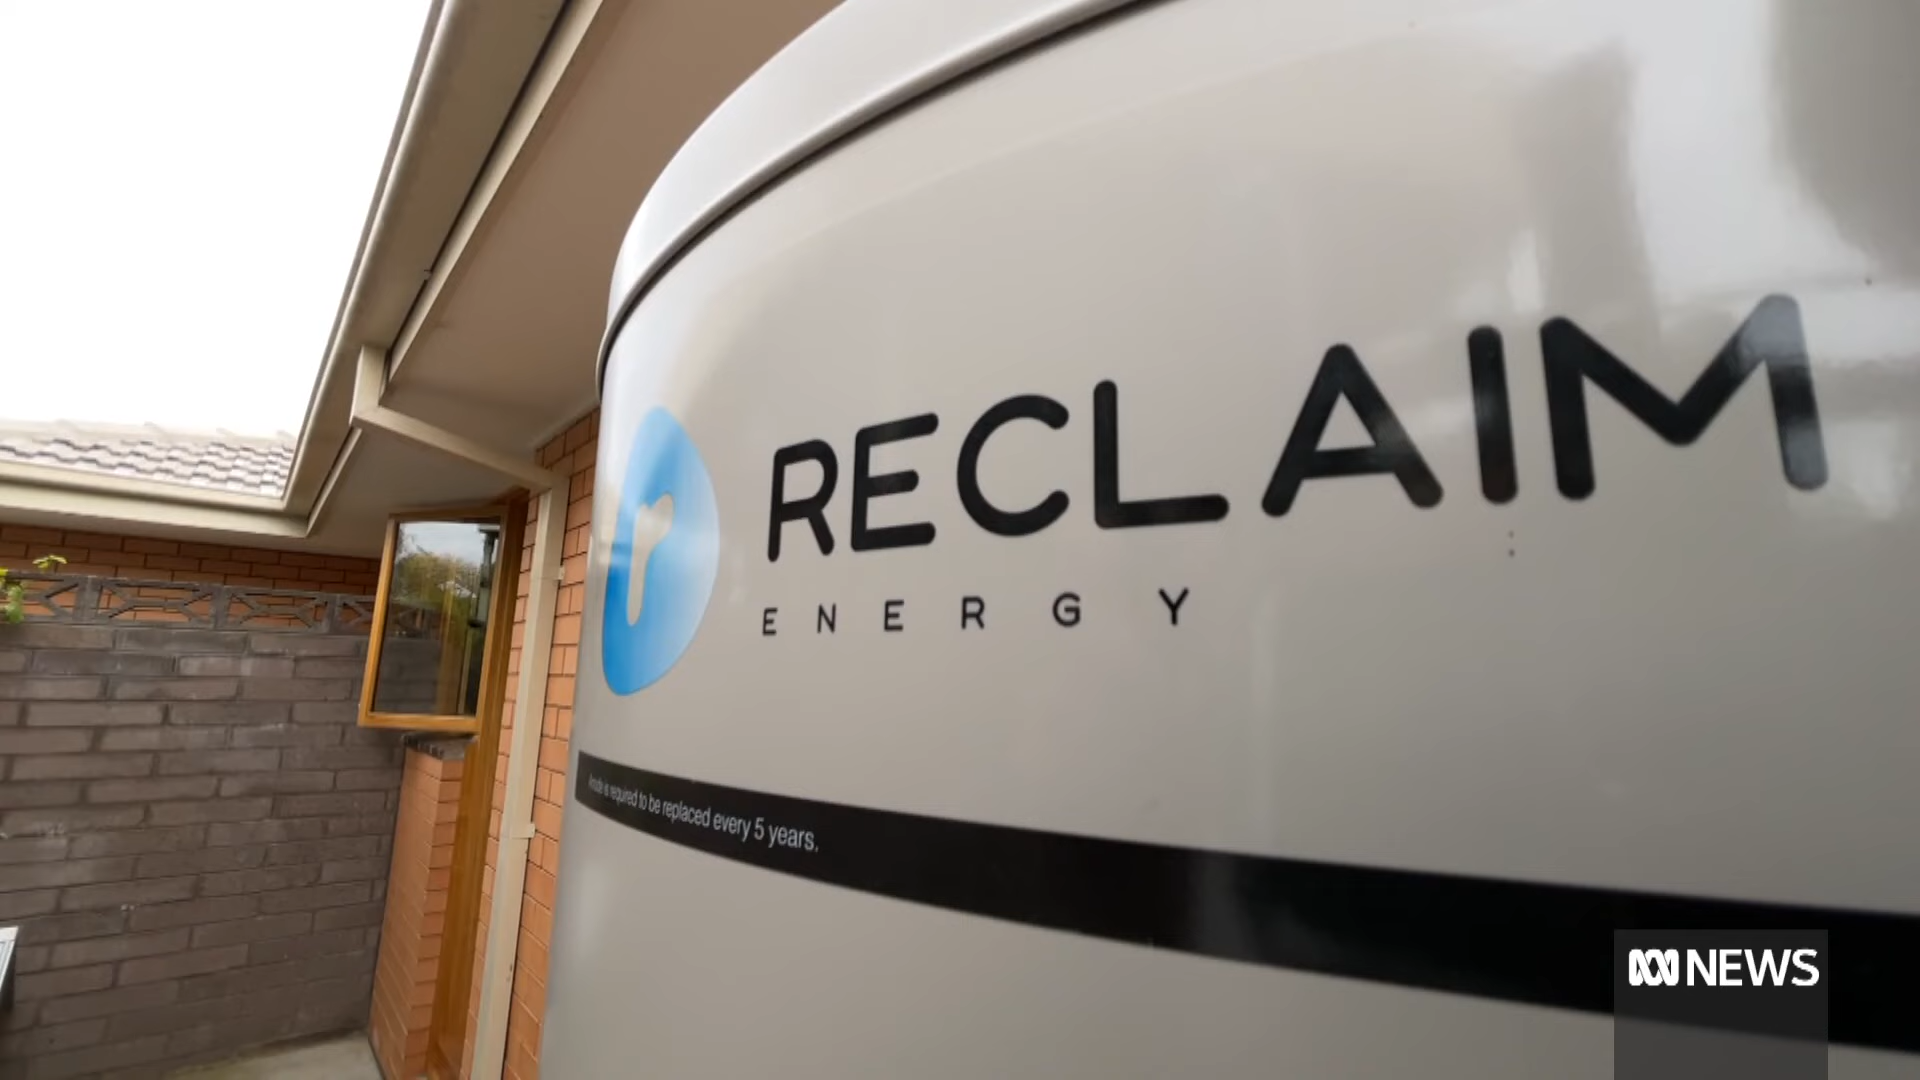 r
RECLAIM
ENERGY
Anode is required to be replaced every 5 years.
NEWS